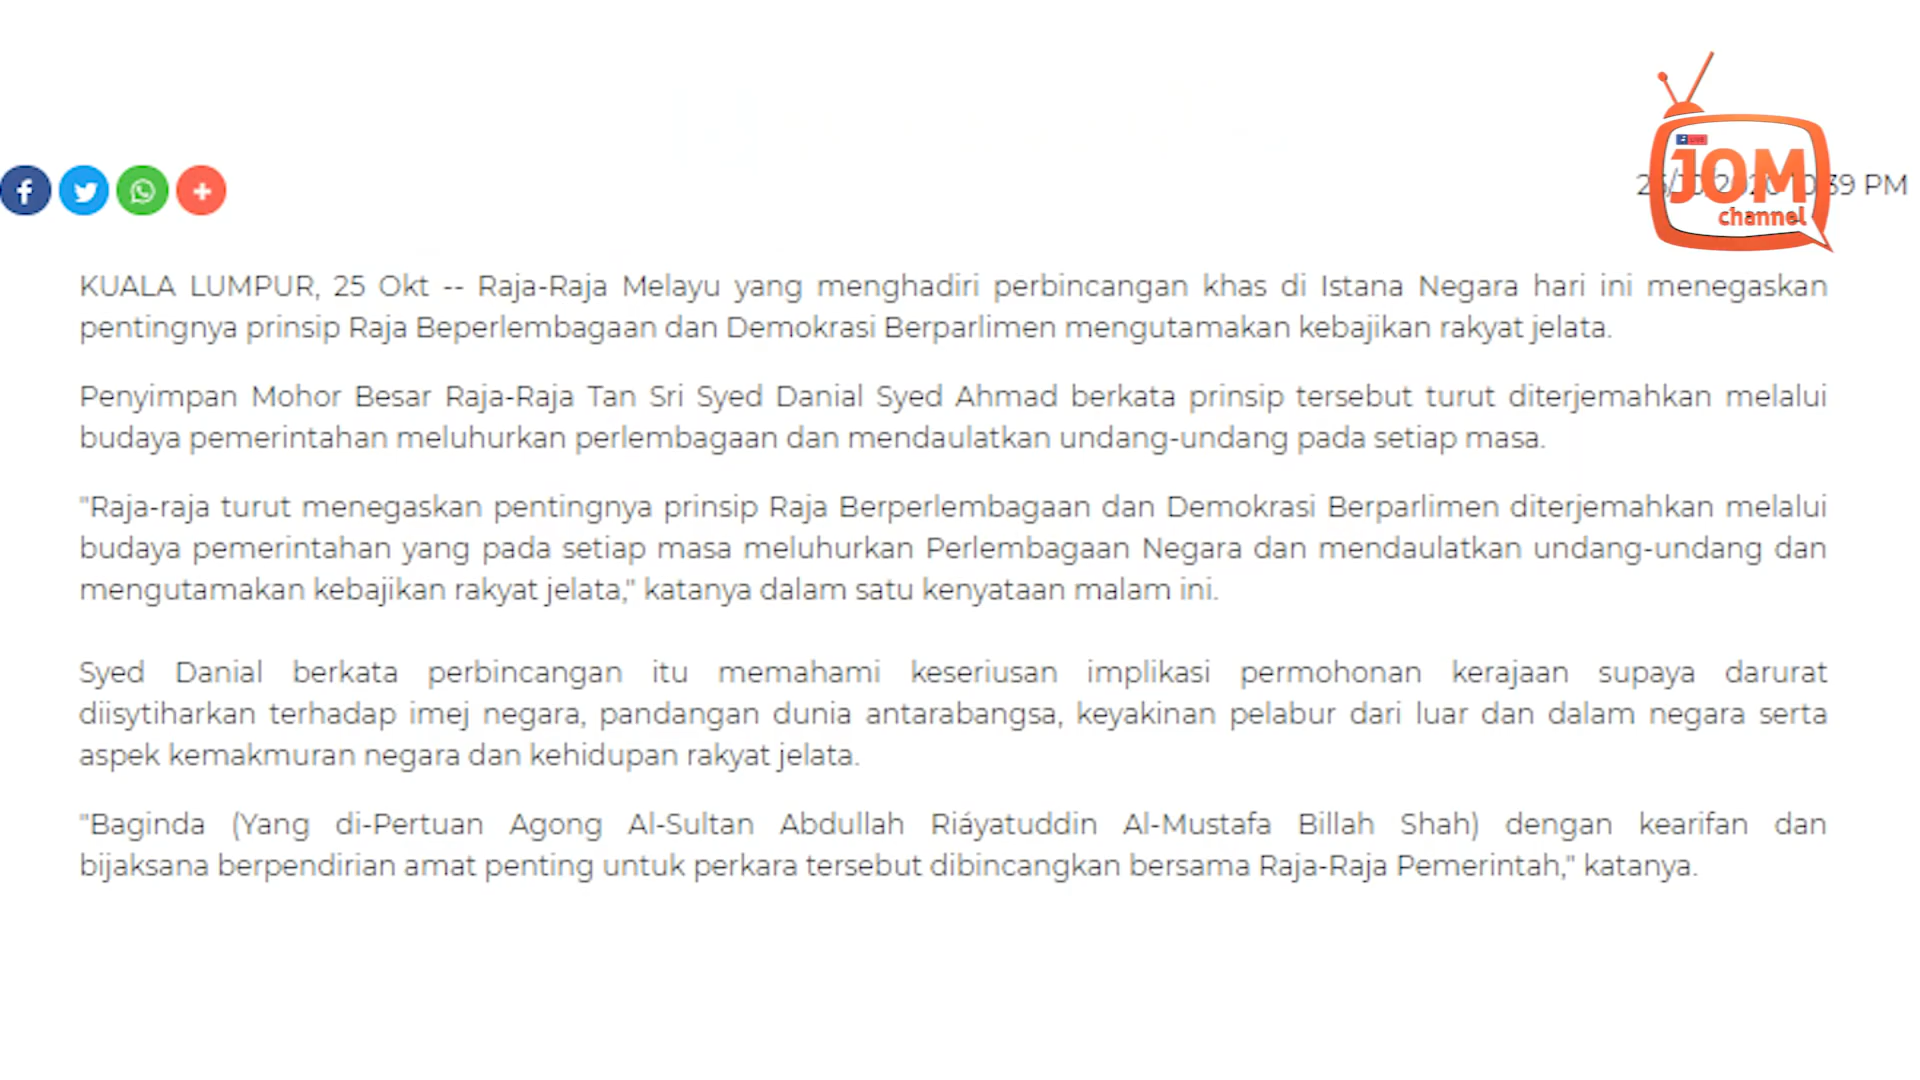 JOM
channel
39 PM
KUALA LUMPUR, 25 Okt -- Raja-Raja Melayu yang menghadiri perbincangan khas di Istana Negara hari ini menegaskan
pentingnya prinsip Raja Beperlembagaan dan Demokrasi Berparlimen mengutamakan kebajikan rakyat jelata.
Penyimpan Mohor Besar Raja-Raja Tan Sri Syed Danial Syed Ahmad berkata prinsip tersebut turut diterjemahkan melalui
budaya pemerintahan meluhurkan perlembagaan dan mendaulatkan undang-undang pada setiap masa.
"Raja-raja turut menegaskan pentingnya prinsip Raja Berperlembagaan dan Demokrasi Berparlimen diterjemahkan melalui
budaya pemerintahan yang pada setiap masa meluhurkan Perlembagaan Negara dan mendaulatkan undang-undang dan
mengutamakan kebajikan rakyat jelata," katanya dalam satu kenyataan malam ini.
Syed Danial berkata perbincangan itu memahami keseriusan implikasi permohonan kerajaan supaya darurat
diisytiharkan terhadap imej negara, pandangan dunia antarabangsa, keyakinan pelabur dari luar dan dalam negara serta
aspek kemakmuran negara dan kehidupan rakyat jelata.
"Baginda (Yang di-Pertuan Agong Al-Sultan Abdullah Riáyatuddin Al-Mustafa Billah Shah) dengan kearifan dan
bijaksana berpendirian amat penting untuk perkara tersebut dibincangkan bersama Raja-Raja Pemerintah," katanya.